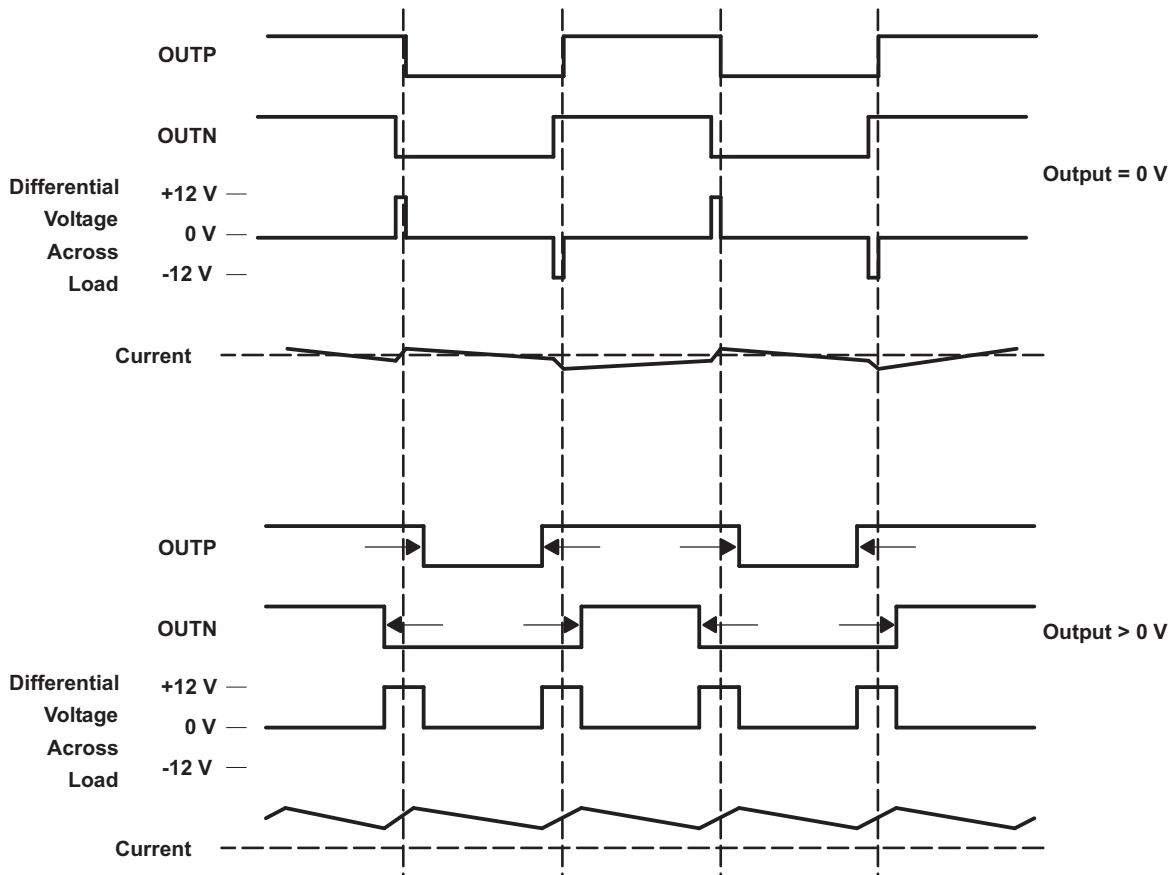 OUTP
OUTN
Output = 0 V
Differential
Voltage
Across
Load
+12 V
0 V
-12 V
Current
OUTP
OUTN
Output > 0 V
Differential
Voltage
Across
Load
+12 V
0 V
-12 V
Current